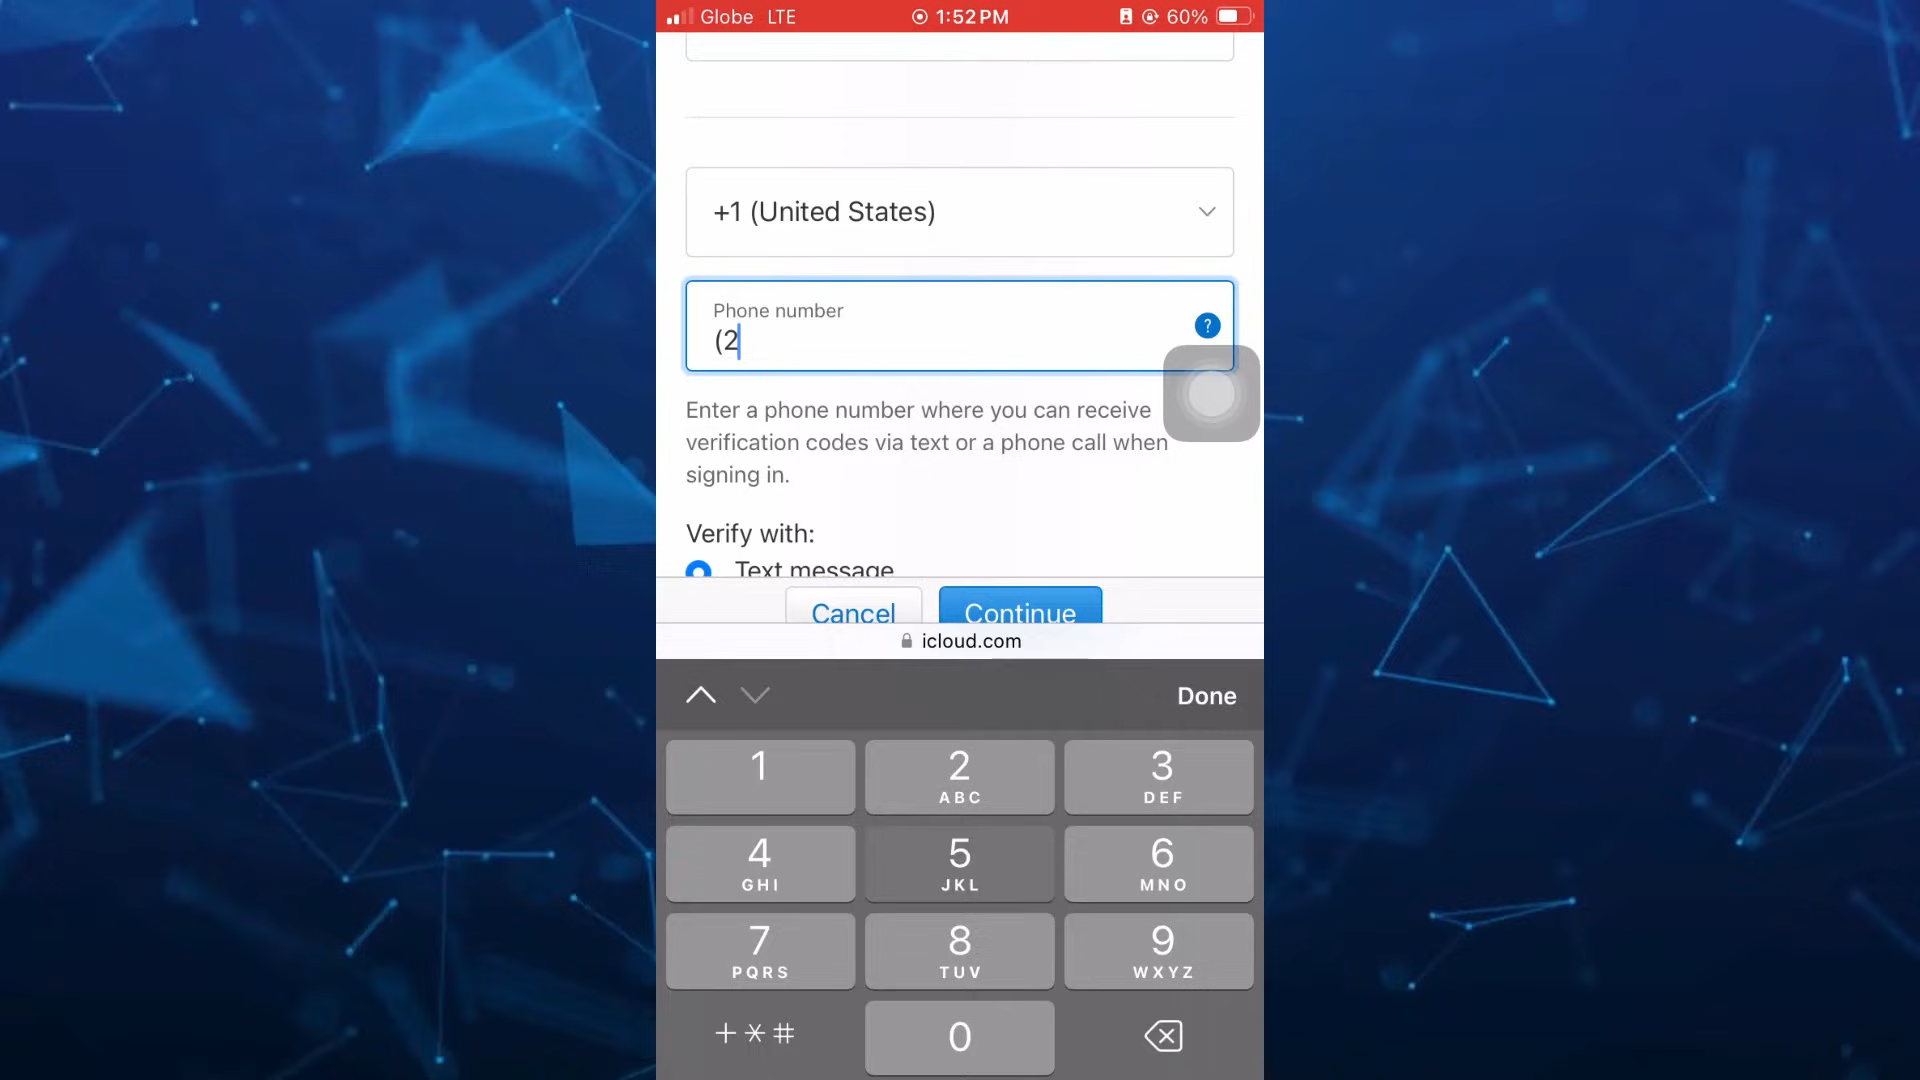 Globe LTE 1:52 PM 60%
+1 (United States)
Phone number
(2
?
Enter a phone number where you can receive
verification codes via text or a phone call when
signing in.
Verify with:
Text message
Cancel Continue
icloud.com
Done
1 2 3
ABC DEF
4 5 6
GHI JKL MNO
7 8 9
PQRS TUV WXYZ
+*# 0